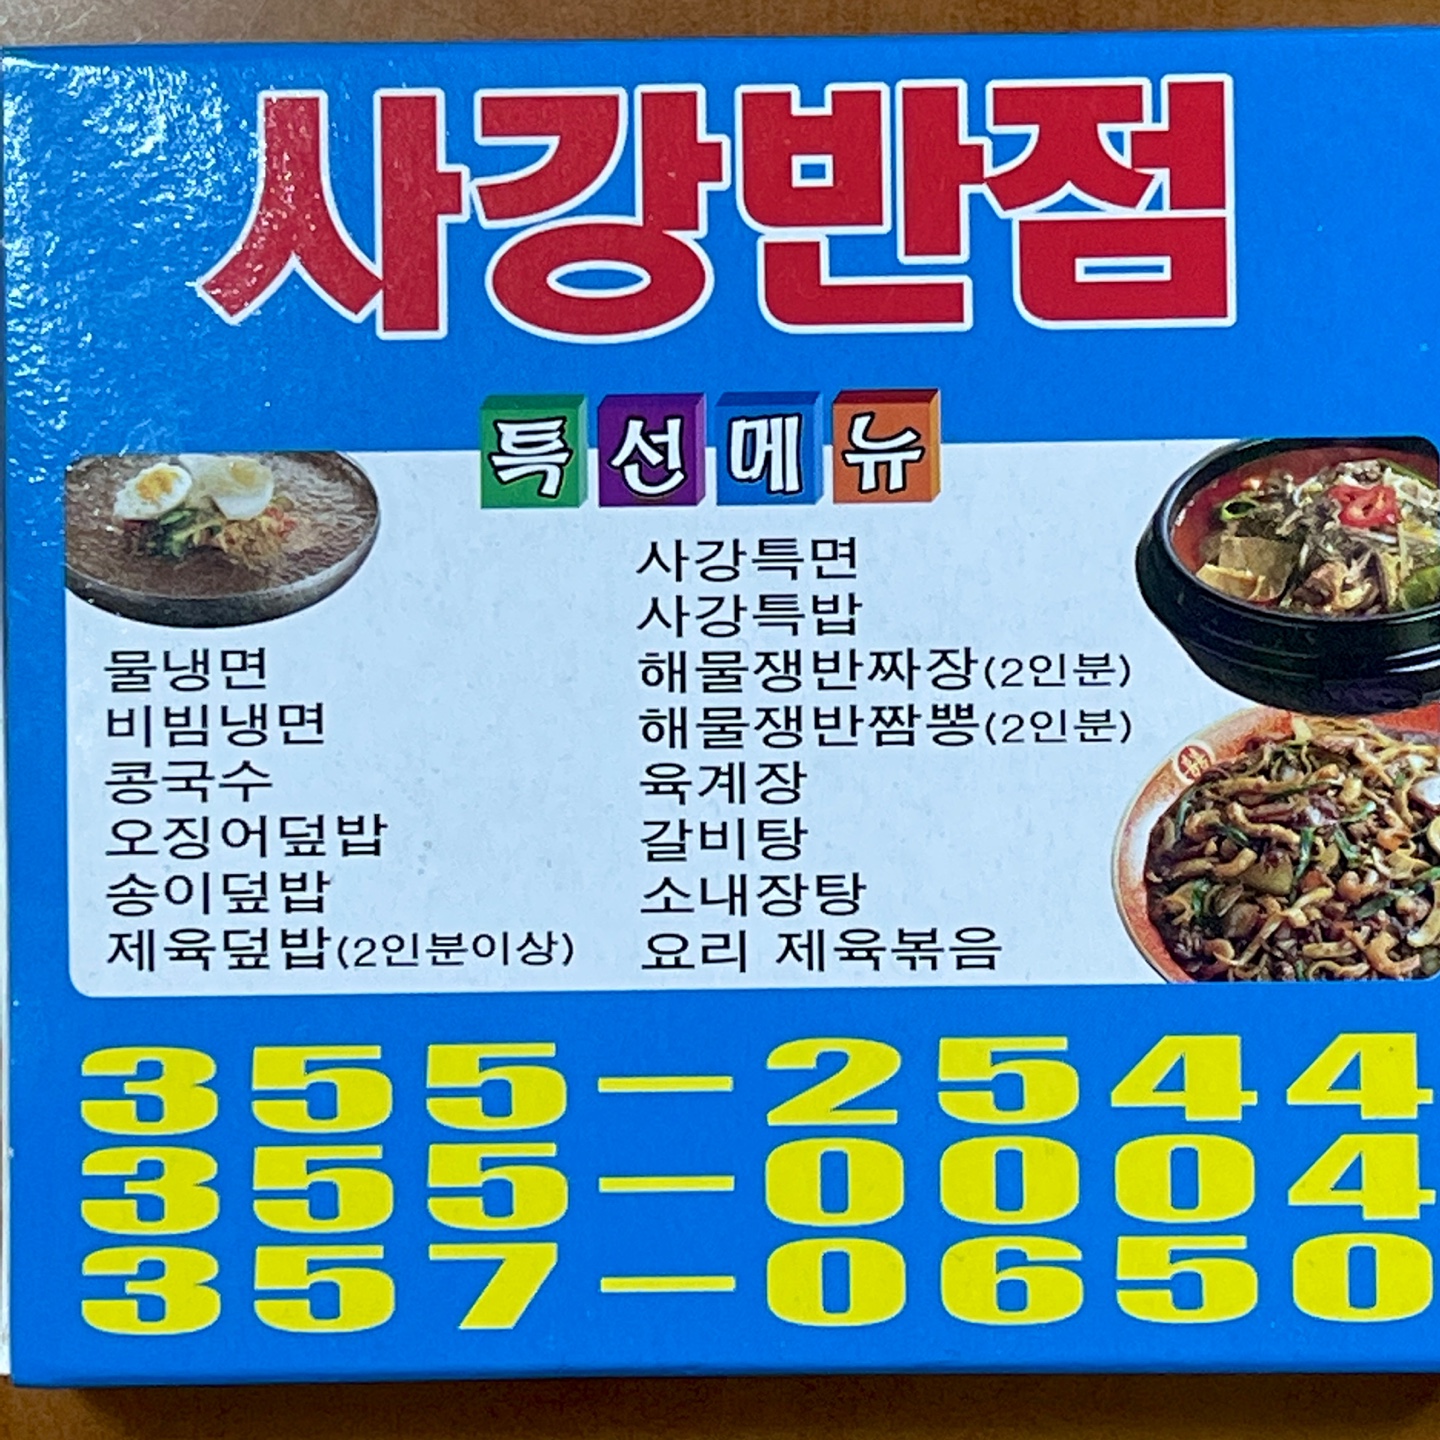 사강반점
특선메뉴
물냉면
비빔냉면
콩국수
오징어덮밥
송이덮밥
제육덮밥(2인분이상)
사강특면
사강특밥
해물쟁반짜장(2인분)
해물쟁반짬뽕(2인분)
육계장
갈비탕
소내장탕
요리 제육볶음
355-2544
355-0004
357-0650